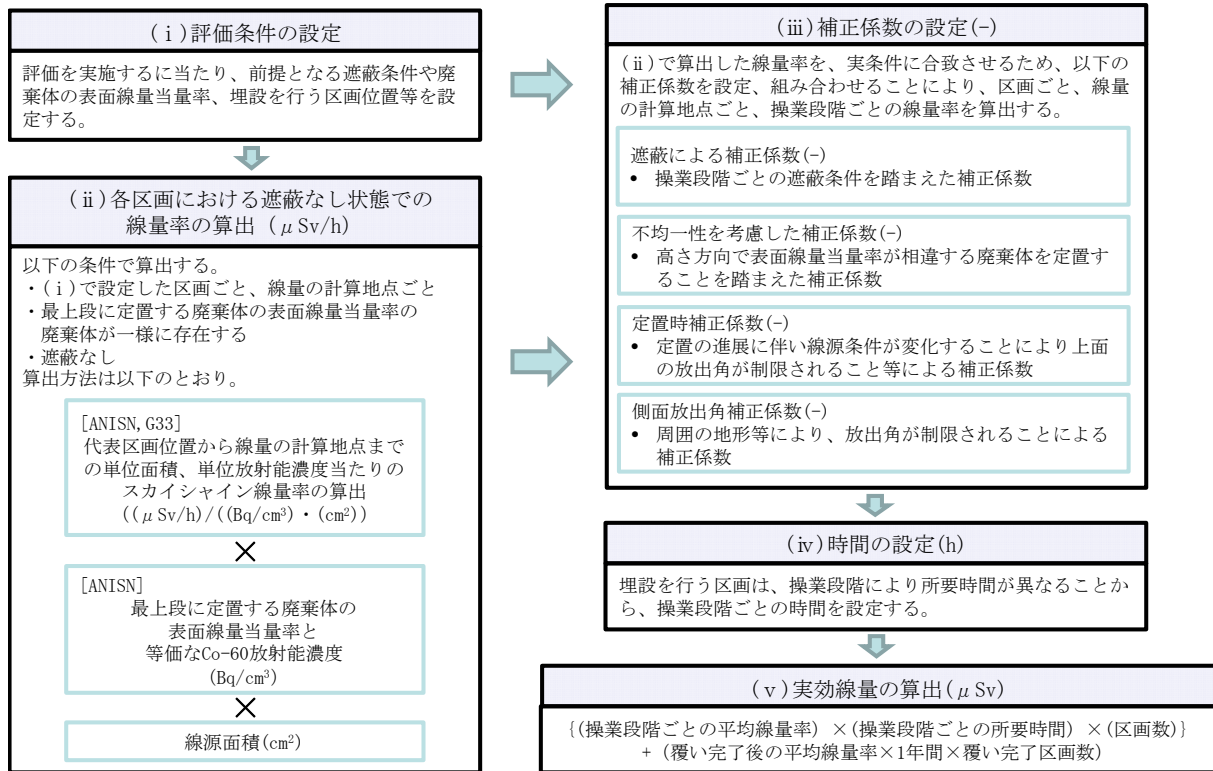 (ⅰ)評価条件の設定
評価を実施するに当たり、前提となる遮蔽条件や廃
棄体の表面線量当量率、埋設を行う区画位置等を設
定する。
(ⅱ)各区画における遮蔽なし状態での
線量率の算出 (μSv/h)
以下の条件で算出する。
・(ⅰ)で設定した区画ごと、線量の計算地点ごと
・最上段に定置する廃棄体の表面線量当量率の
廃棄体が一様に存在する
・遮蔽なし
算出方法は以下のとおり。
[ANISN,G33]
代表区画位置から線量の計算地点まで
の単位面積、単位放射能濃度当たりの
スカイシャイン線量率の算出
((μSv/h)/((Bq/cm³)・(cm²))
×
[ANISN]
最上段に定置する廃棄体の
表面線量当量率と
等価なCo-60放射能濃度
(Bq/cm³)
×
線源面積(cm²)
(ⅲ)補正係数の設定(-)
(ⅱ)で算出した線量率を、実条件に合致させるため、以下の
補正係数を設定、組み合わせることにより、区画ごと、線量
の計算地点ごと、操業段階ごとの線量率を算出する。
遮蔽による補正係数(-)
• 操業段階ごとの遮蔽条件を踏まえた補正係数
不均一性を考慮した補正係数(-)
• 高さ方向で表面線量当量率が相違する廃棄体を定置す
ることを踏まえた補正係数
定置時補正係数(-)
• 定置の進展に伴い線源条件が変化することにより上面
の放出角が制限されること等による補正係数
側面放出角補正係数(-)
• 周囲の地形等により、放出角が制限されることによる
補正係数
(ⅳ)時間の設定(h)
埋設を行う区画は、操業段階により所要時間が異なることか
ら、操業段階ごとの時間を設定する。
(ⅴ)実効線量の算出(μSv)
{(操業段階ごとの平均線量率) ×(操業段階ごとの所要時間) ×(区画数)}
+ (覆い完了後の平均線量率×1年間×覆い完了区画数)